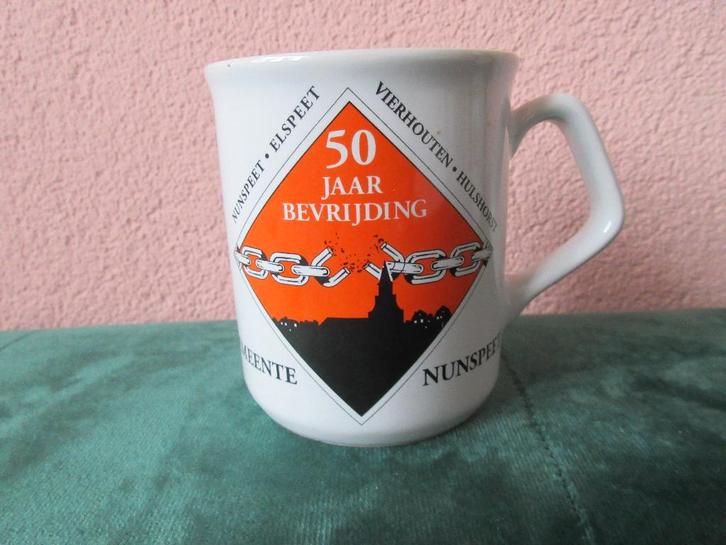 NUNSPEET • ELSPEET
VIERHOUTEN • HULSHORST
50
JAAR
BEVRIJDING
MEENTE
NUNSPEET